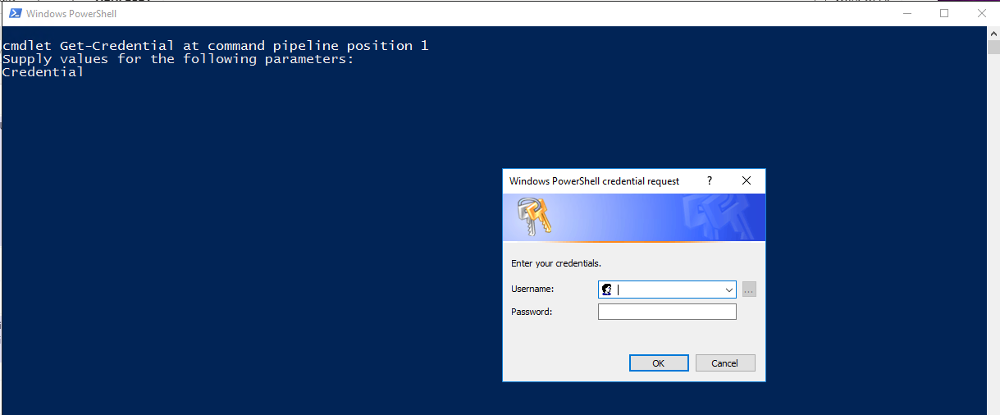 Windows PowerShell
cmdlet Get-Credential at command pipeline position 1
Supply values for the following parameters:
Credential
Windows PowerShell credential request
?
Enter your credentials.
Username:
...
Password:
OK
Cancel